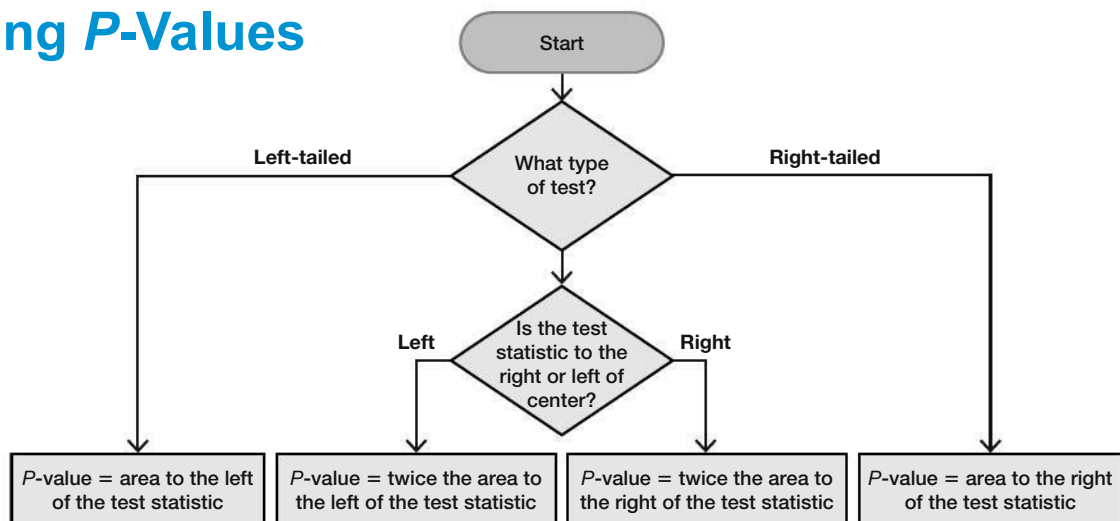 ng P-Values
Start
What type
of test?
Left-tailed
Right-tailed
Is the test
statistic to the
right or left of
center?
Left
Right
P-value = area to the left
of the test statistic
P-value = twice the area to
the left of the test statistic
P-value = twice the area to
the right of the test statistic
P-value = area to the right
of the test statistic